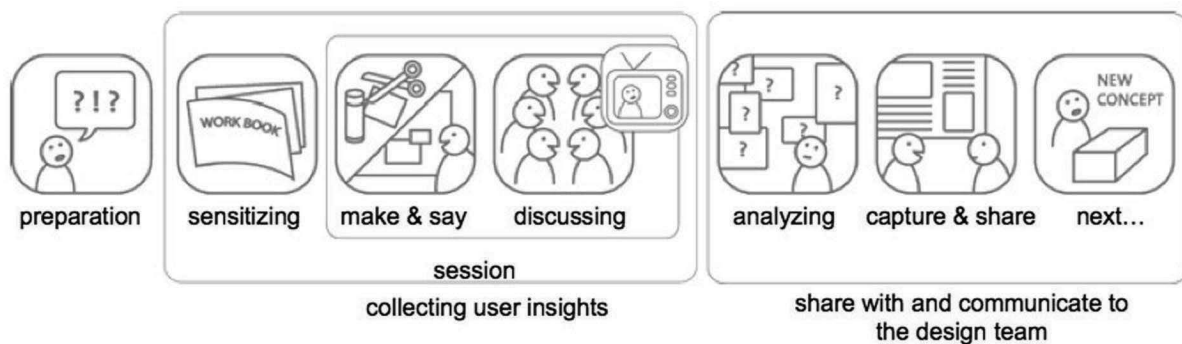 ? ! ?
WORK BOOK
?
?
?
?
?
NEW
CONCEPT
preparation
sensitizing
make & say
discussing
analyzing
capture & share
next...
session
collecting user insights
share with and communicate to
the design team